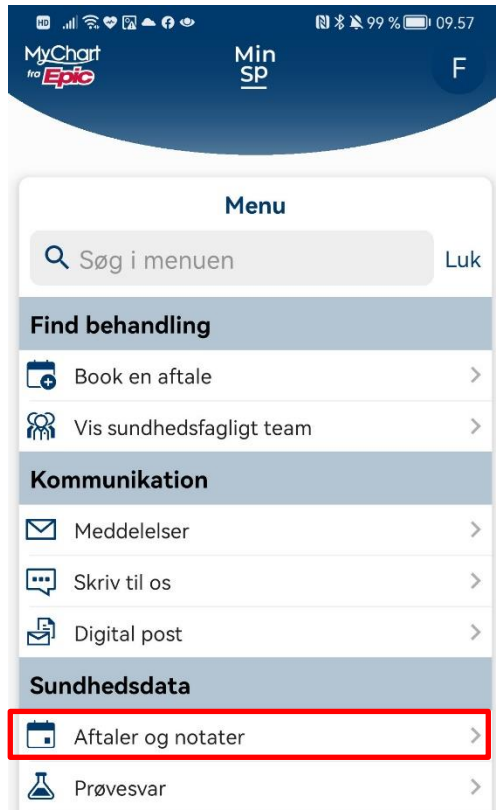 HD 99 % 09.57
MyChart
fra Epic
Min
sp
F
Menu
Søg i menuen
Luk
Find behandling
Book en aftale
Vis sundhedsfagligt team
Kommunikation
Meddelelser
Skriv til os
Digital post
Sundhedsdata
Aftaler og notater
Prøvesvar